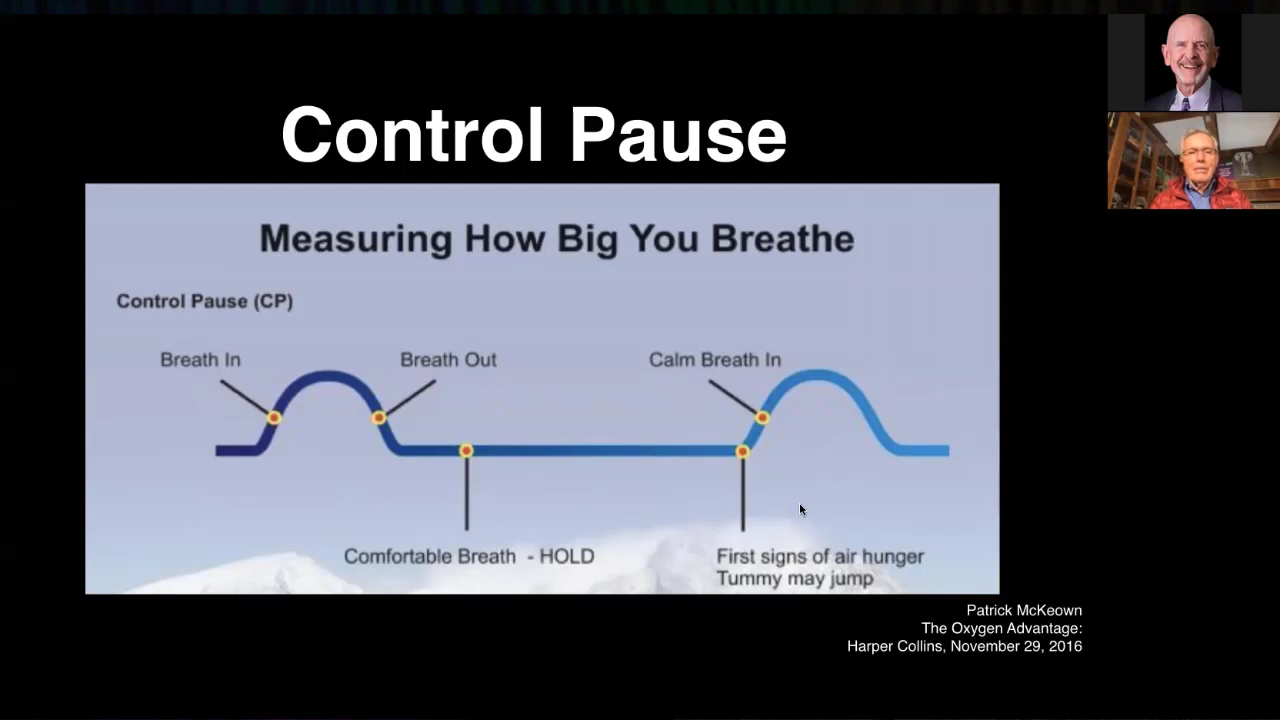 Control Pause
Measuring How Big You Breathe
Control Pause (CP)
Breath In
Breath Out
Calm Breath In
Comfortable Breath - HOLD
First signs of air hunger
Tummy may jump
Patrick McKeown
The Oxygen Advantage:
Harper Collins, November 29, 2016